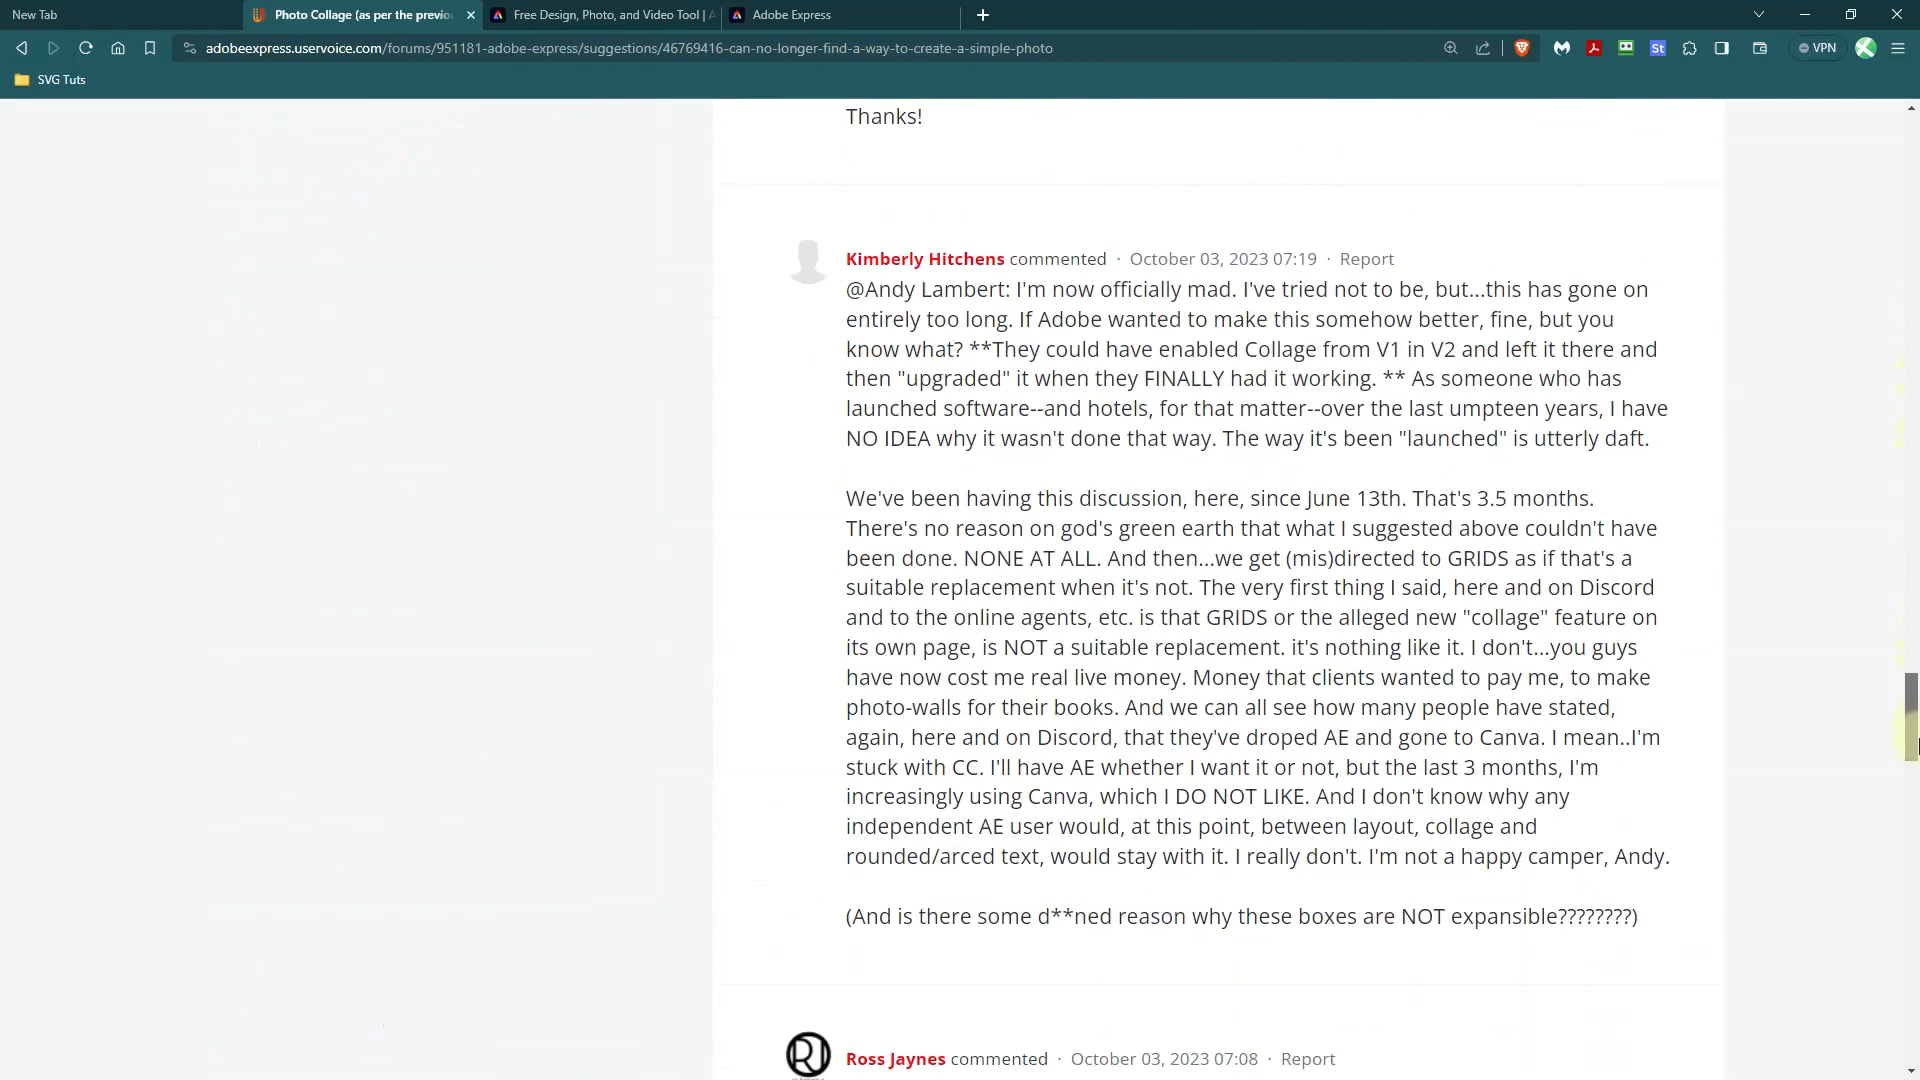 New Tab
Photo Collage (as per the previo
Free Design, Photo, and Video Tool | A
Adobe Express
adobeexpress.uservoice.com/forums/951181-adobe-express/suggestions/46769416-can-no-longer-find-a-way-to-create-a-simple-photo
St
VPN
SVG Tuts
Thanks!
Kimberly Hitchens commented · October 03, 2023 07:19 · Report
@Andy Lambert: I'm now officially mad. I've tried not to be, but...this has gone on
entirely too long. If Adobe wanted to make this somehow better, fine, but you
know what? **They could have enabled Collage from V1 in V2 and left it there and
then "upgraded" it when they FINALLY had it working. ** As someone who has
launched software--and hotels, for that matter--over the last umpteen years, I have
NO IDEA why it wasn't done that way. The way it's been "launched" is utterly daft.
We've been having this discussion, here, since June 13th. That's 3.5 months.
There's no reason on god's green earth that what I suggested above couldn't have
been done. NONE AT ALL. And then...we get (mis)directed to GRIDS as if that's a
suitable replacement when it's not. The very first thing I said, here and on Discord
and to the online agents, etc. is that GRIDS or the alleged new "collage" feature on
its own page, is NOT a suitable replacement. it's nothing like it. I don't...you guys
have now cost me real live money. Money that clients wanted to pay me, to make
photo-walls for their books. And we can all see how many people have stated,
again, here and on Discord, that they've droped AE and gone to Canva. I mean..I'm
stuck with CC. I'll have AE whether I want it or not, but the last 3 months, I'm
increasingly using Canva, which I DO NOT LIKE. And I don't know why any
independent AE user would, at this point, between layout, collage and
rounded/arced text, would stay with it. I really don't. I'm not a happy camper, Andy.
(And is there some d**ned reason why these boxes are NOT expansible????????)
Ross Jaynes commented · October 03, 2023 07:08 · Report